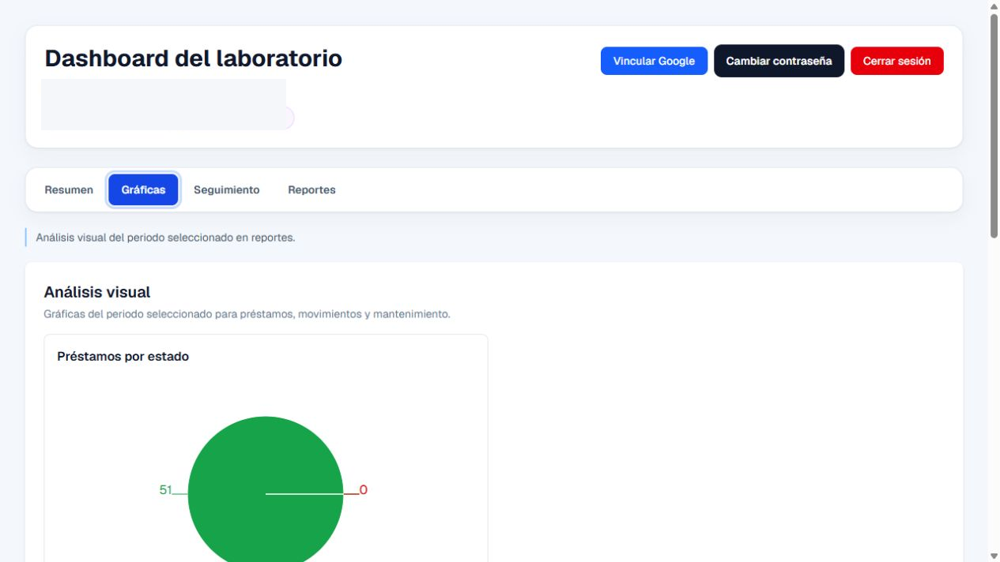 Dashboard del laboratorio
Vincular Google
Cambiar contraseña
Cerrar sesión
Resumen
Gráficas
Seguimiento
Reportes
Análisis visual del periodo seleccionado en reportes.
Análisis visual
Gráficas del periodo seleccionado para préstamos, movimientos y mantenimiento.
Préstamos por estado
51
0